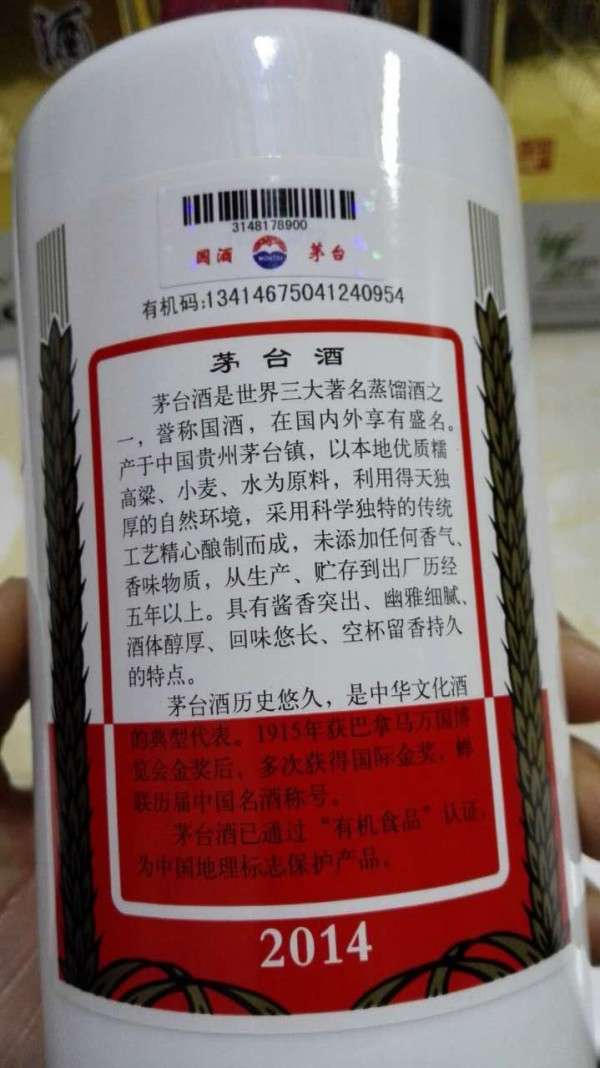 酒
3148178900
国酒 茅台
MOUTAI
有机码:13414675041240954
茅台酒
茅台酒是世界三大著名蒸馏酒之
一，誉称国酒，在国内外享有盛名。
产于中国贵州茅台镇，以本地优质糯
高粱、小麦、水为原料，利用得天独
厚的自然环境，采用科学独特的传统
工艺精心酿制而成，未添加任何香气、
香味物质，从生产、贮存到出厂历经
五年以上。具有酱香突出、幽雅细腻、
酒体醇厚、回味悠长、空杯留香持久
的特点。
茅台酒历史悠久，是中华文化酒
的典型代表。1915年获巴拿马万国博
览会金奖后，多次获得国际金奖，蝉
联历届中国名酒称号。
茅台酒已通过“有机食品”认证，
为中国地理标志保护产品。
2014